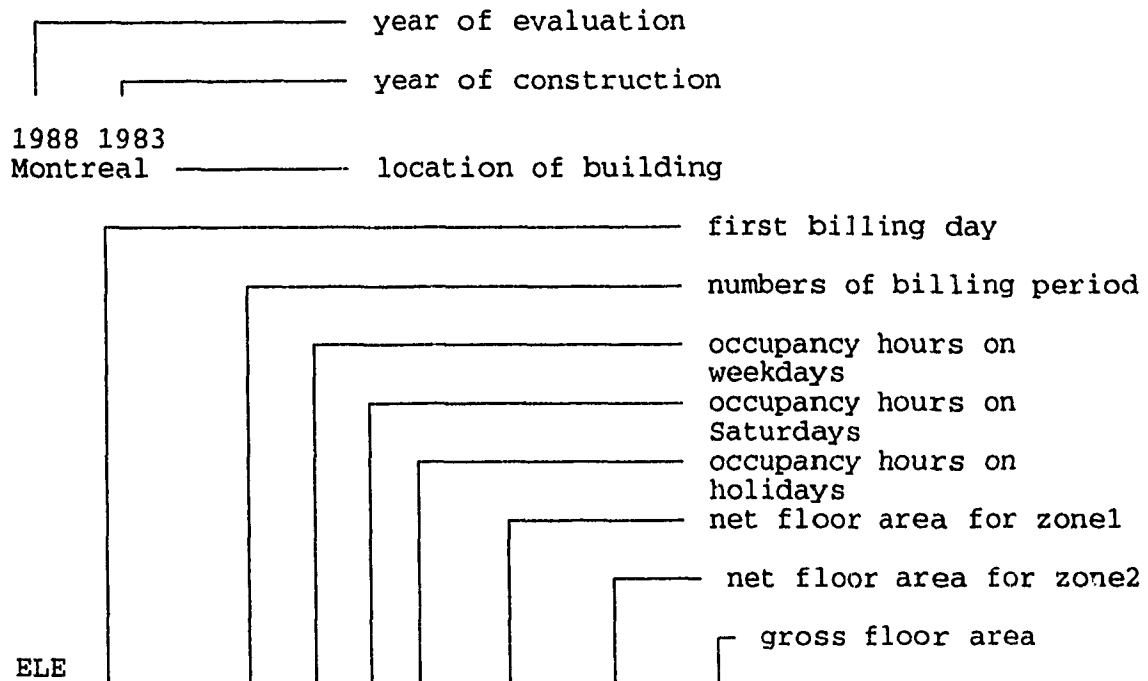 year of evaluation
year of construction
1988 1983
Montreal
location of building
first billing day
numbers of billing period
occupancy hours on
weekdays
occupancy hours on
Saturdays
occupancy hours on
holidays
net floor area for zone1
net floor area for zone2
gross floor area
ELE